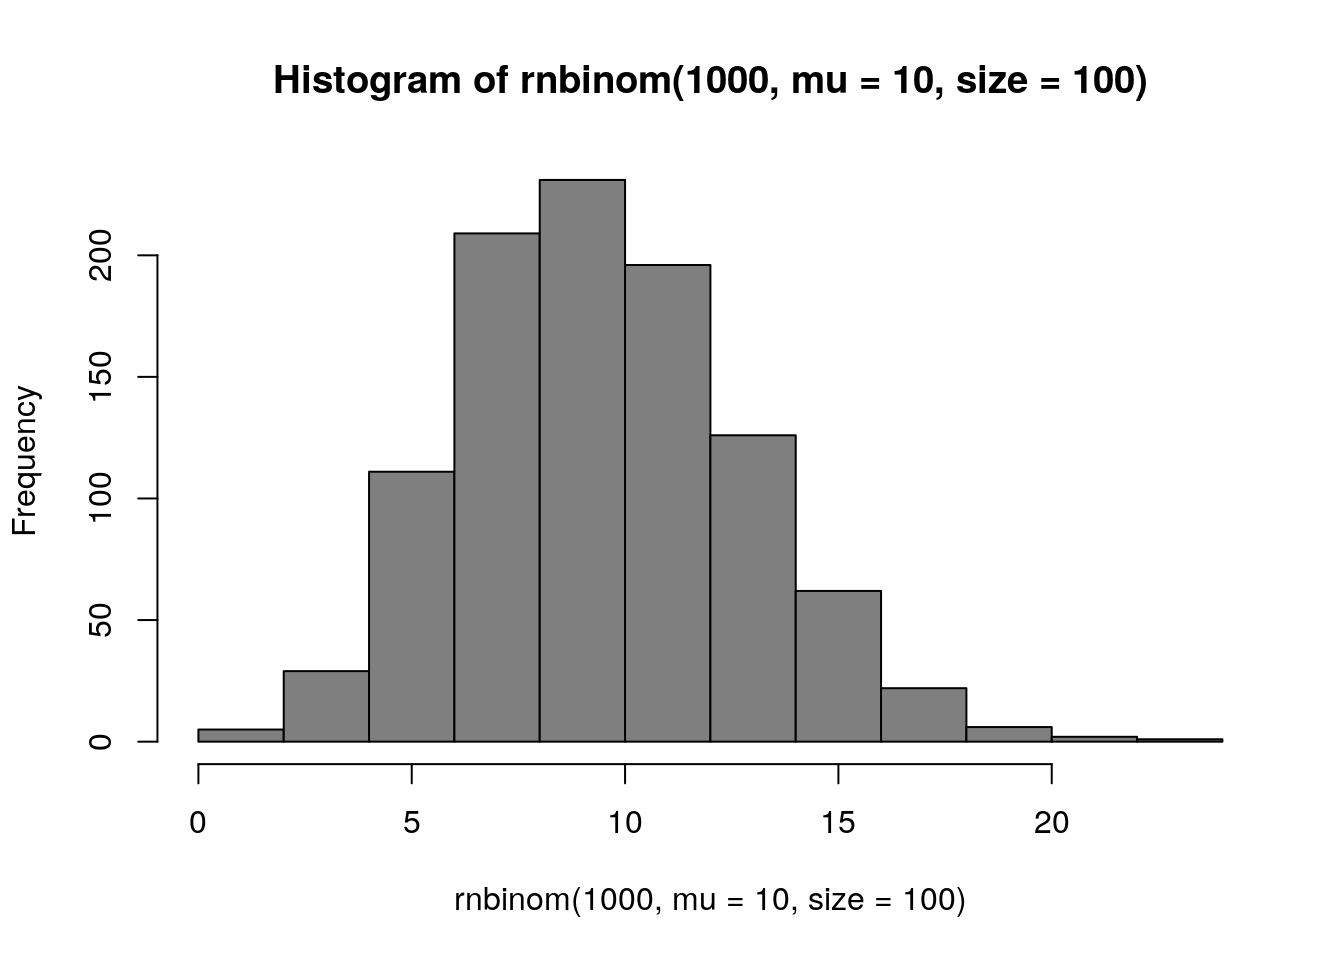 Histogram of rnbinom(1000, mu = 10, size = 100)
Frequency
200
150
100
50
0
0 5 10 15 20
rnbinom(1000, mu = 10, size = 100)